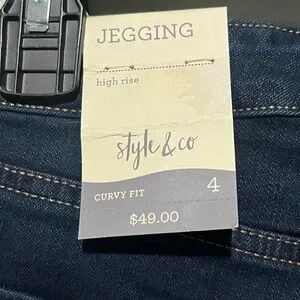 JEGGING
high rise
style & co
CURVY FIT
4
$49.00